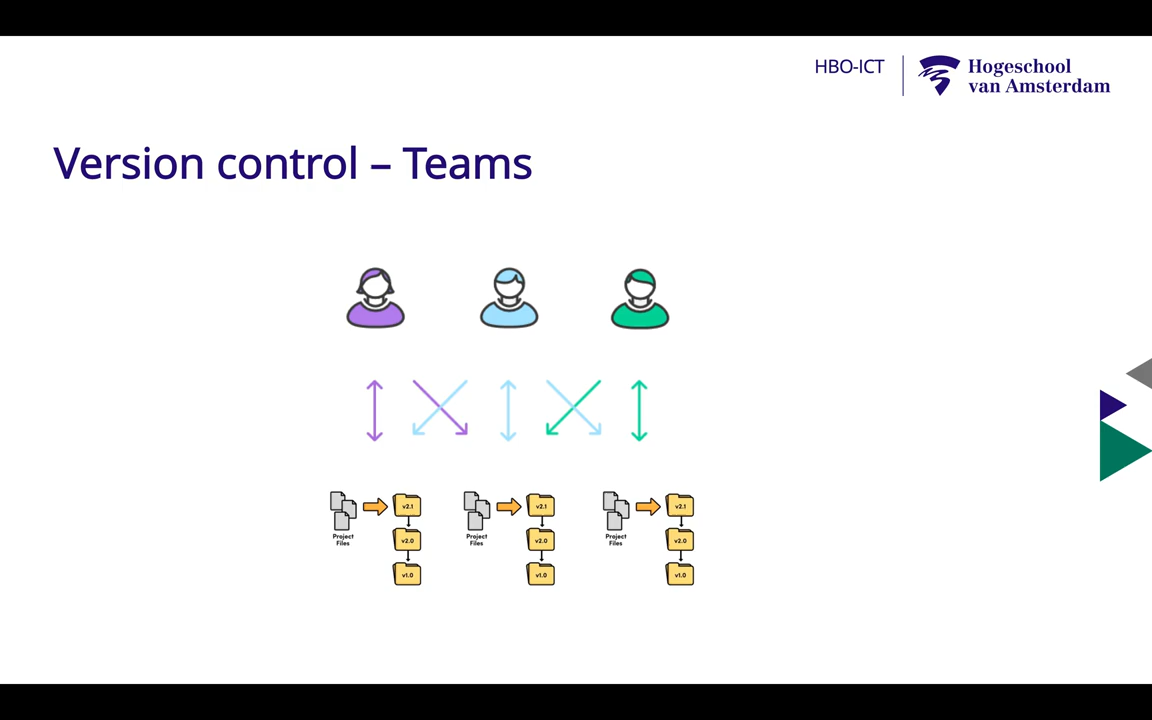 HBO-ICT
Hogeschool
van Amsterdam
Version control – Teams
v2.1
Project
Files
v2.0
v1.0
v2.1
Project
Files
v2.0
v1.0
v2.1
Project
Files
v2.0
v1.0